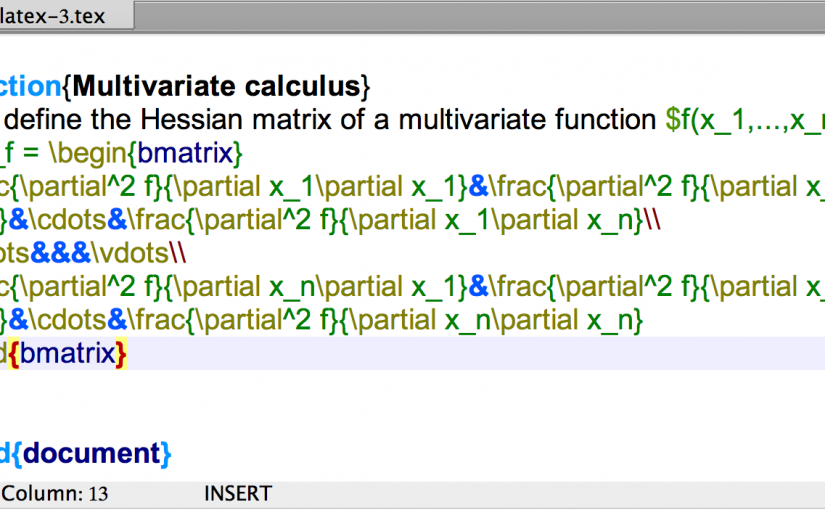 latex-3.tex
ction{Multivariate calculus}
define the Hessian matrix of a multivariate function $f(x_1,...,x_n
_f = \begin{bmatrix}
c{\partial^2 f}{\partial x_1\partial x_1}&\frac{\partial^2 f}{\partial x_
}&\cdots&\frac{\partial^2 f}{\partial x_1\partial x_n}\\
ots&&&\vdots\\
c{\partial^2 f}{\partial x_n\partial x_1}&\frac{\partial^2 f}{\partial x_
}&\cdots&\frac{\partial^2 f}{\partial x_n\partial x_n}
d{bmatrix}
d{document}
Column: 13 INSERT